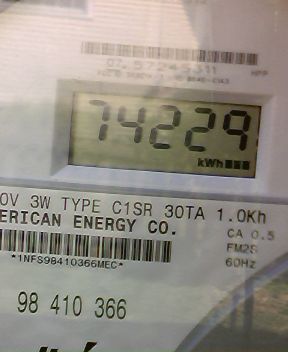 74229
kWh
0V 3W TYPE C1SR 30TA 1.0Kh
ERICAN ENERGY CO.
CA 0.5
*1NFS98410366MEC*
FM2S
60Hz
98 410 366